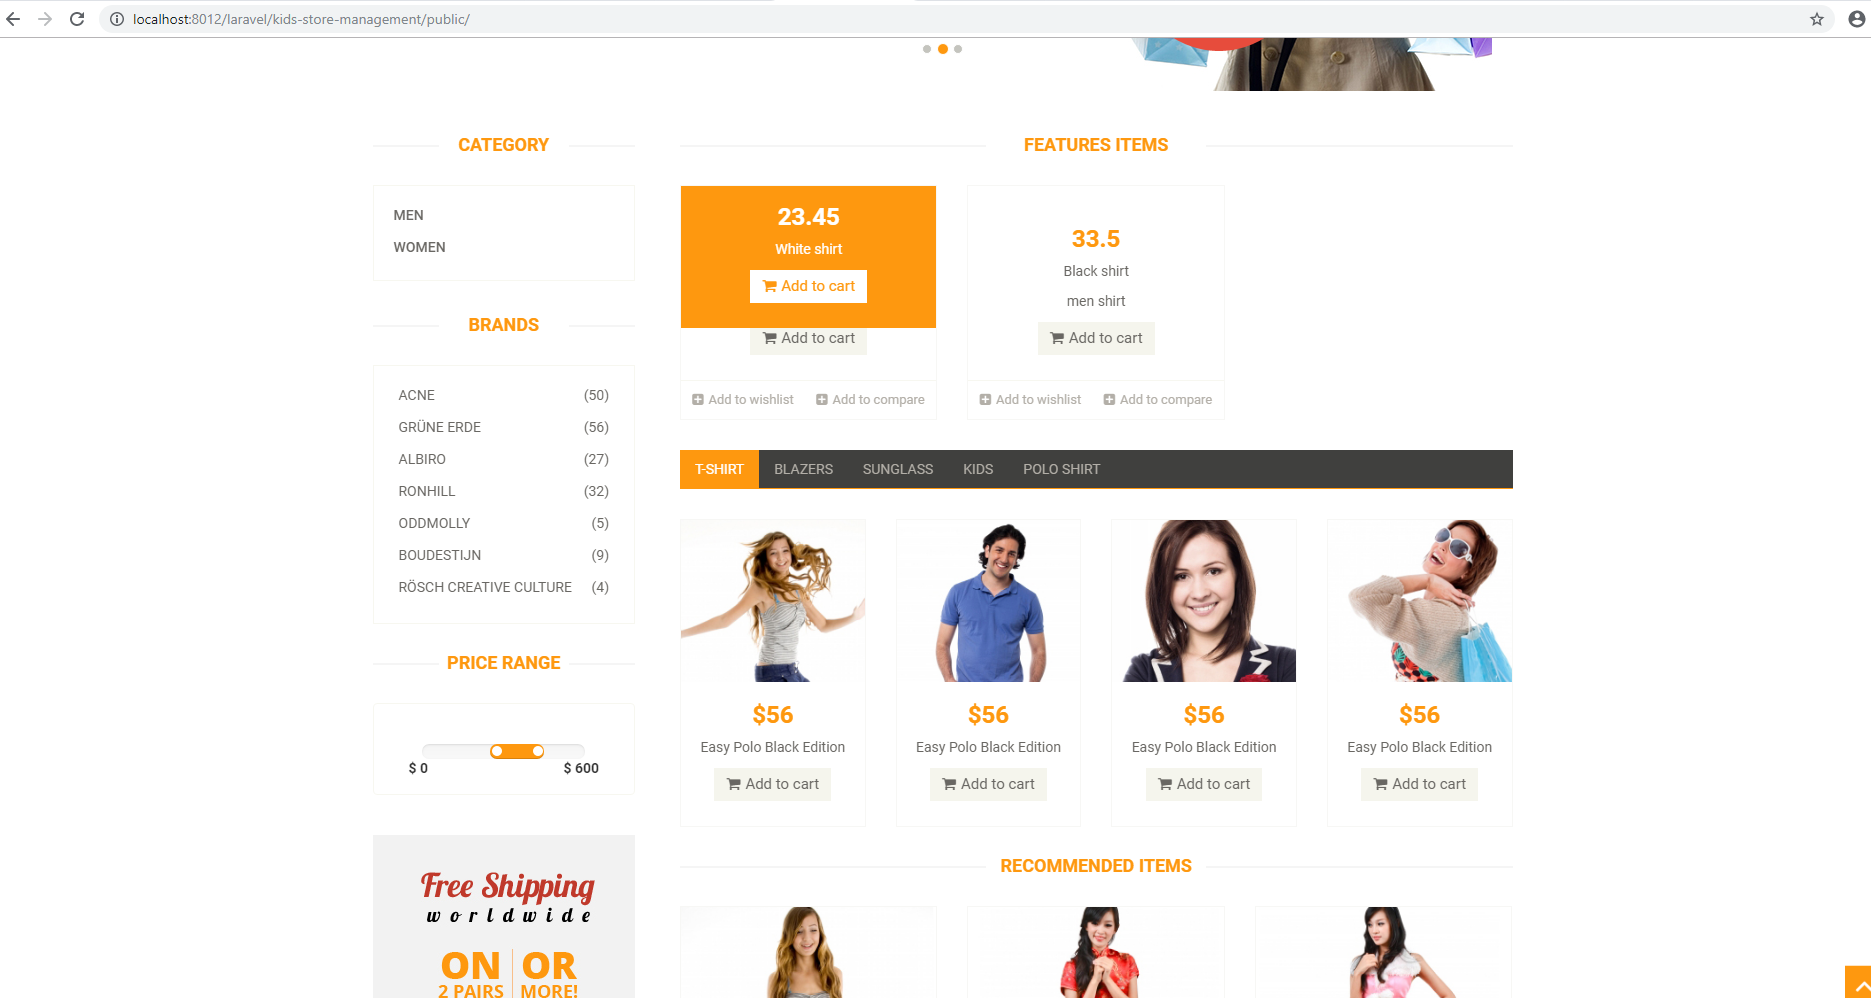 localhost:8012/laravel/kids-store-management/public/
CATEGORY
MEN
WOMEN
BRANDS
ACNE (50)
GRÜNE ERDE (56)
ALBIRO (27)
RONHILL (32)
ODDMOLLY (5)
BOUDESTIJN (9)
RÖSCH CREATIVE CULTURE (4)
PRICE RANGE
$ 0 $ 600
Free Shipping
worldwide
ON OR
2 PAIRS MORE!
FEATURES ITEMS
23.45
White shirt
Add to cart
Add to cart
Add to wishlist Add to compare
33.5
Black shirt
men shirt
Add to cart
Add to wishlist Add to compare
T-SHIRT BLAZERS SUNGLASS KIDS POLO SHIRT
$56 $56 $56 $56
Easy Polo Black Edition Easy Polo Black Edition Easy Polo Black Edition Easy Polo Black Edition
Add to cart Add to cart Add to cart Add to cart
RECOMMENDED ITEMS